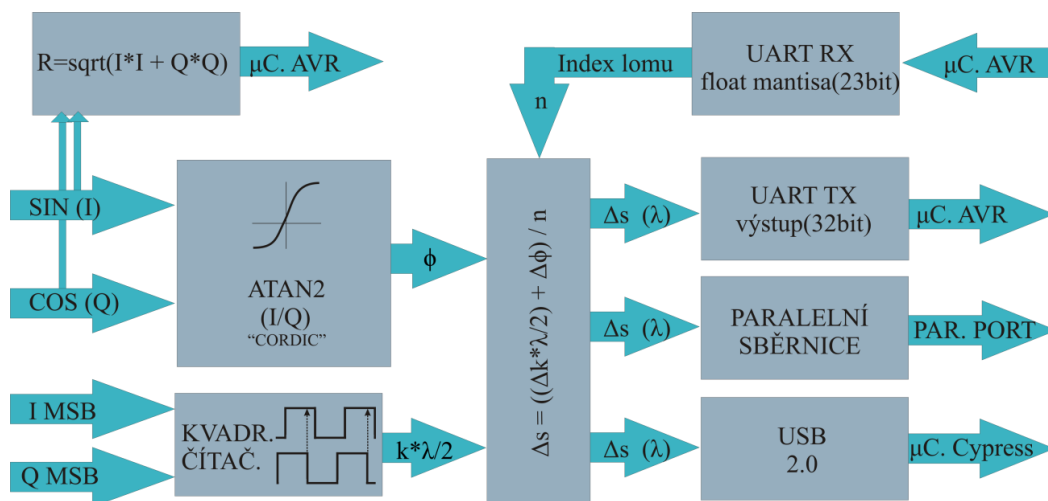 R=sqrt(I*I + Q*Q)
μC. AVR
Index lomu
n
UART RX
float mantisa(23bit)
μC. AVR
SIN (I)
COS (Q)
ATAN2
(I/Q)
“CORDIC”
ϕ
I MSB
Q MSB
KVADR.
ČÍTAČ.
k*λ/2
Δs = ((Δk*λ/2) + Δϕ) / n
Δs (λ)
UART TX
výstup(32bit)
μC. AVR
Δs (λ)
PARALELNÍ
SBĚRNICE
PAR. PORT
Δs (λ)
USB
2.0
μC. Cypress